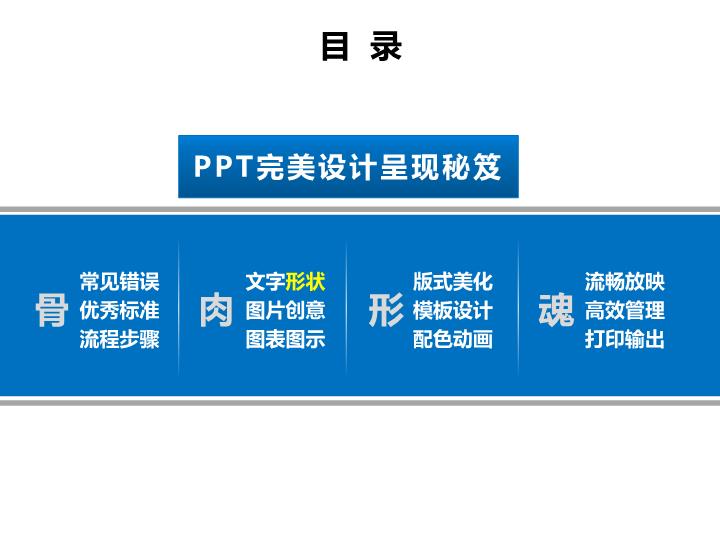 目 录
PPT完美设计呈现秘笈
骨
常见错误
优秀标准
流程步骤
肉
文字形状
图片创意
图表图示
形
版式美化
模板设计
配色动画
魂
流畅放映
高效管理
打印输出